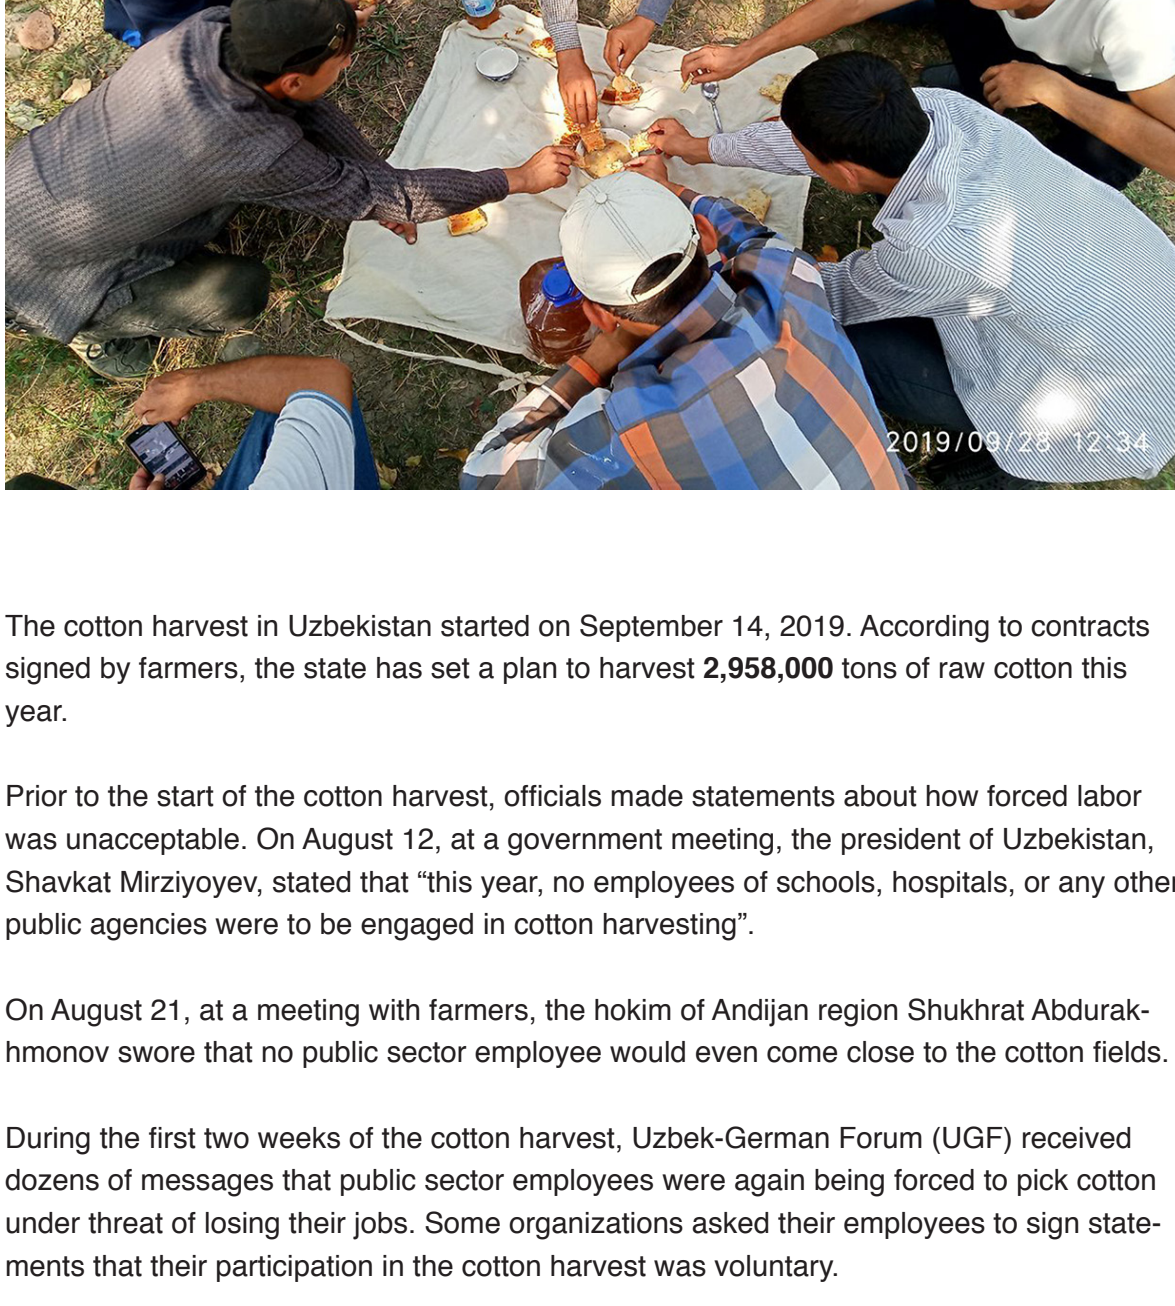 2019/09/28 12:34
The cotton harvest in Uzbekistan started on September 14, 2019. According to contracts
signed by farmers, the state has set a plan to harvest 2,958,000 tons of raw cotton this
year.
Prior to the start of the cotton harvest, officials made statements about how forced labor
was unacceptable. On August 12, at a government meeting, the president of Uzbekistan,
Shavkat Mirziyoyev, stated that “this year, no employees of schools, hospitals, or any other
public agencies were to be engaged in cotton harvesting”.
On August 21, at a meeting with farmers, the hokim of Andijan region Shukhrat Abdurak-
hmonov swore that no public sector employee would even come close to the cotton fields.
During the first two weeks of the cotton harvest, Uzbek-German Forum (UGF) received
dozens of messages that public sector employees were again being forced to pick cotton
under threat of losing their jobs. Some organizations asked their employees to sign state-
ments that their participation in the cotton harvest was voluntary.